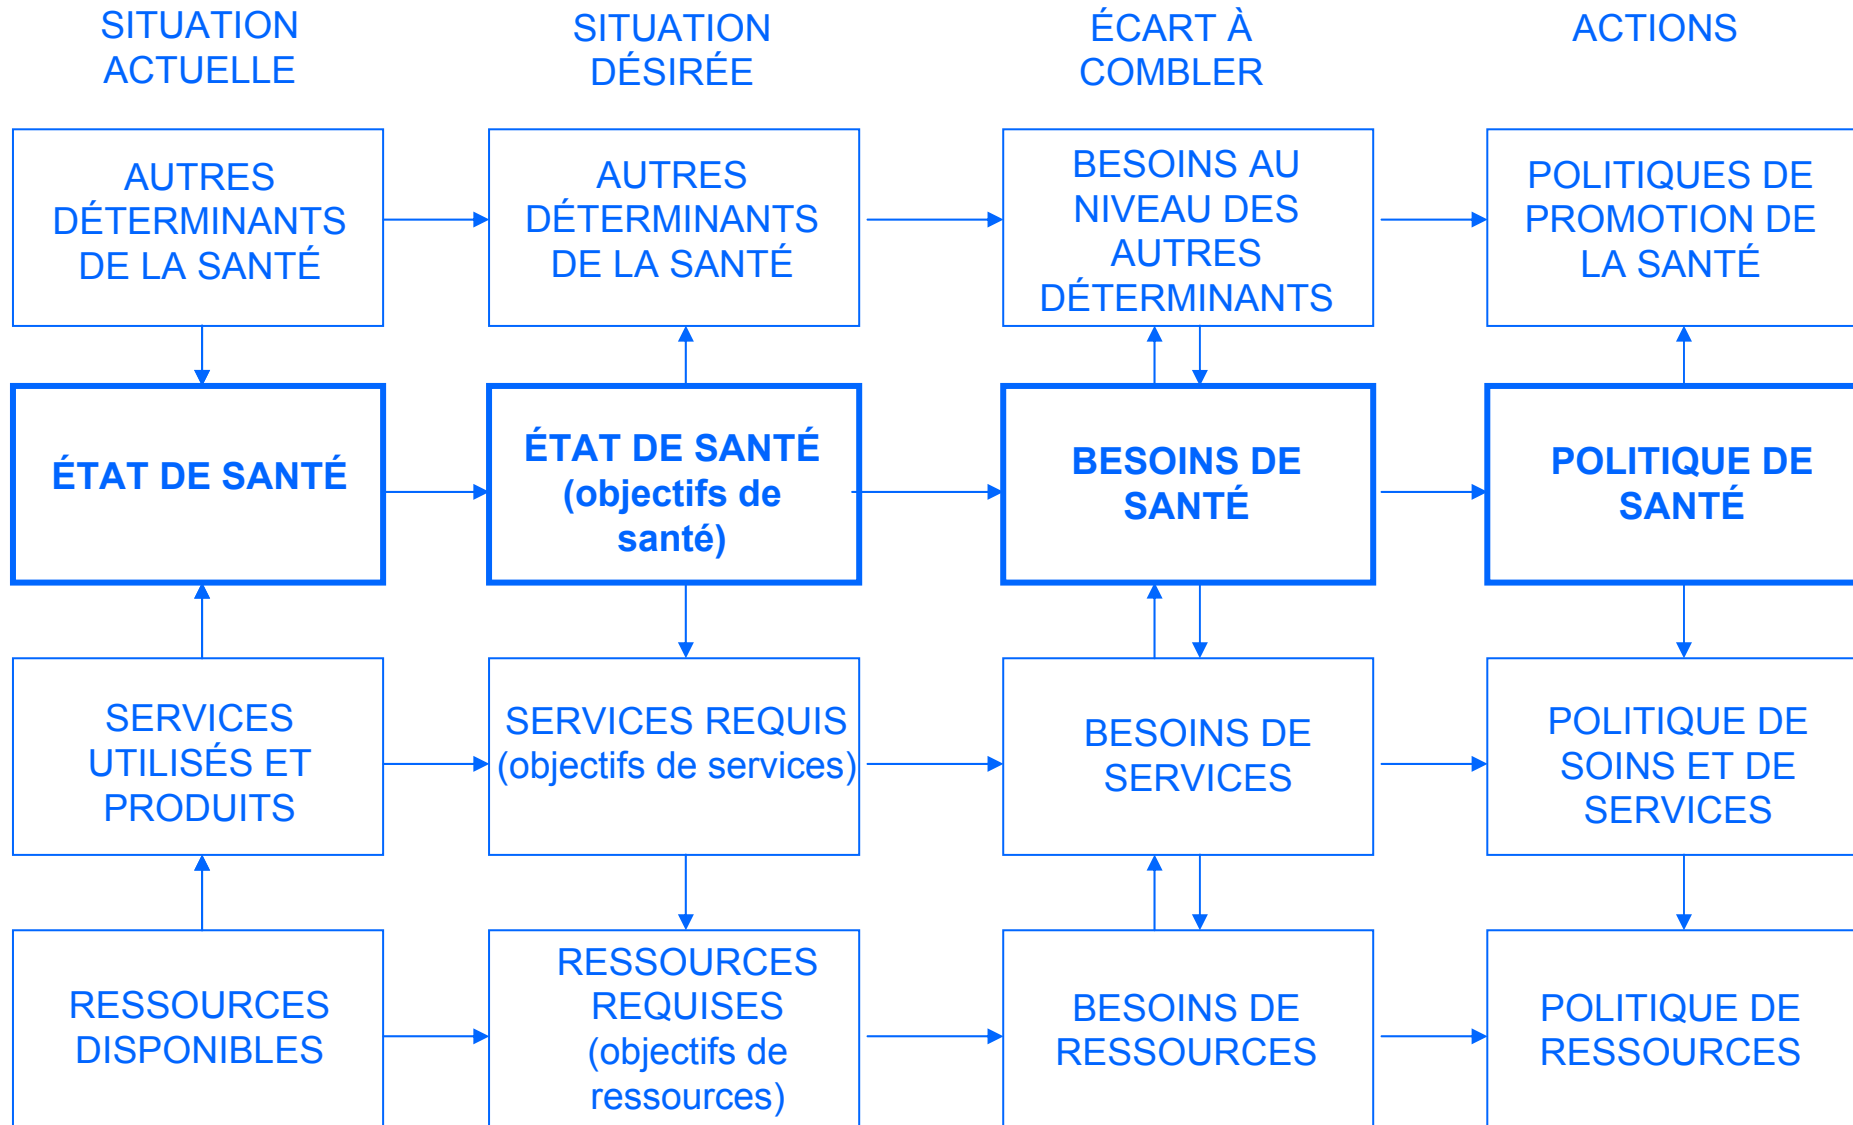 SITUATION
ACTUELLE
SITUATION
DÉSIRÉE
ÉCART À
COMBLER
ACTIONS
AUTRES
DÉTERMINANTS
DE LA SANTÉ
AUTRES
DÉTERMINANTS
DE LA SANTÉ
BESOINS AU
NIVEAU DES
AUTRES
DÉTERMINANTS
POLITIQUES DE
PROMOTION DE
LA SANTÉ
ÉTAT DE SANTÉ
ÉTAT DE SANTÉ
(objectifs de
santé)
BESOINS DE
SANTÉ
POLITIQUE DE
SANTÉ
SERVICES
UTILISÉS ET
PRODUITS
SERVICES REQUIS
(objectifs de services)
BESOINS DE
SERVICES
POLITIQUE DE
SOINS ET DE
SERVICES
RESSOURCES
DISPONIBLES
RESSOURCES
REQUISES
(objectifs de
ressources)
BESOINS DE
RESSOURCES
POLITIQUE DE
RESSOURCES